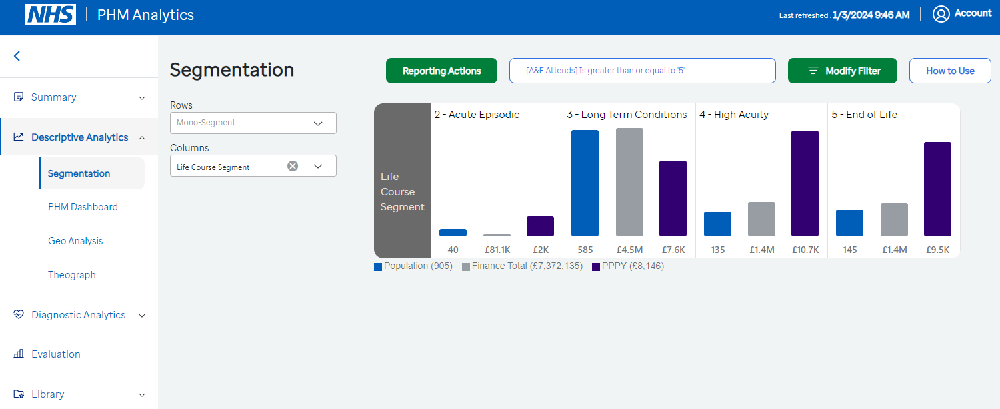 NHS PHM Analytics
Last refreshed : 1/3/2024 9:46 AM
Account
Summary
Descriptive Analytics
Segmentation
PHM Dashboard
Geo Analysis
Theograph
Diagnostic Analytics
Evaluation
Library
Segmentation
Reporting Actions
[A&E Attends] Is greater than or equal to '5'
Modify Filter
How to Use
Rows
Mono-Segment
Columns
Life Course Segment
Life
Course
Segment
2 - Acute Episodic
40 £81.1K £2K
3 - Long Term Conditions
585 £4.5M £7.6K
4 - High Acuity
135 £1.4M £10.7K
5 - End of Life
145 £1.4M £9.5K
Population (905) Finance Total (£7,372,135) PPPY (£8,146)